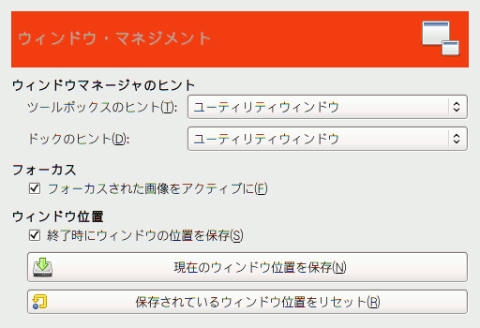 ウィンドウ・マネジメント
ウィンドウマネージャのヒント
ツールボックスのヒント(T): ユーティリティウィンドウ
ドックのヒント(D): ユーティリティウィンドウ
フォーカス
フォーカスされた画像をアクティブに(F)
ウィンドウ位置
終了時にウィンドウの位置を保存(S)
現在のウィンドウ位置を保存(N)
保存されているウィンドウ位置をリセット(R)